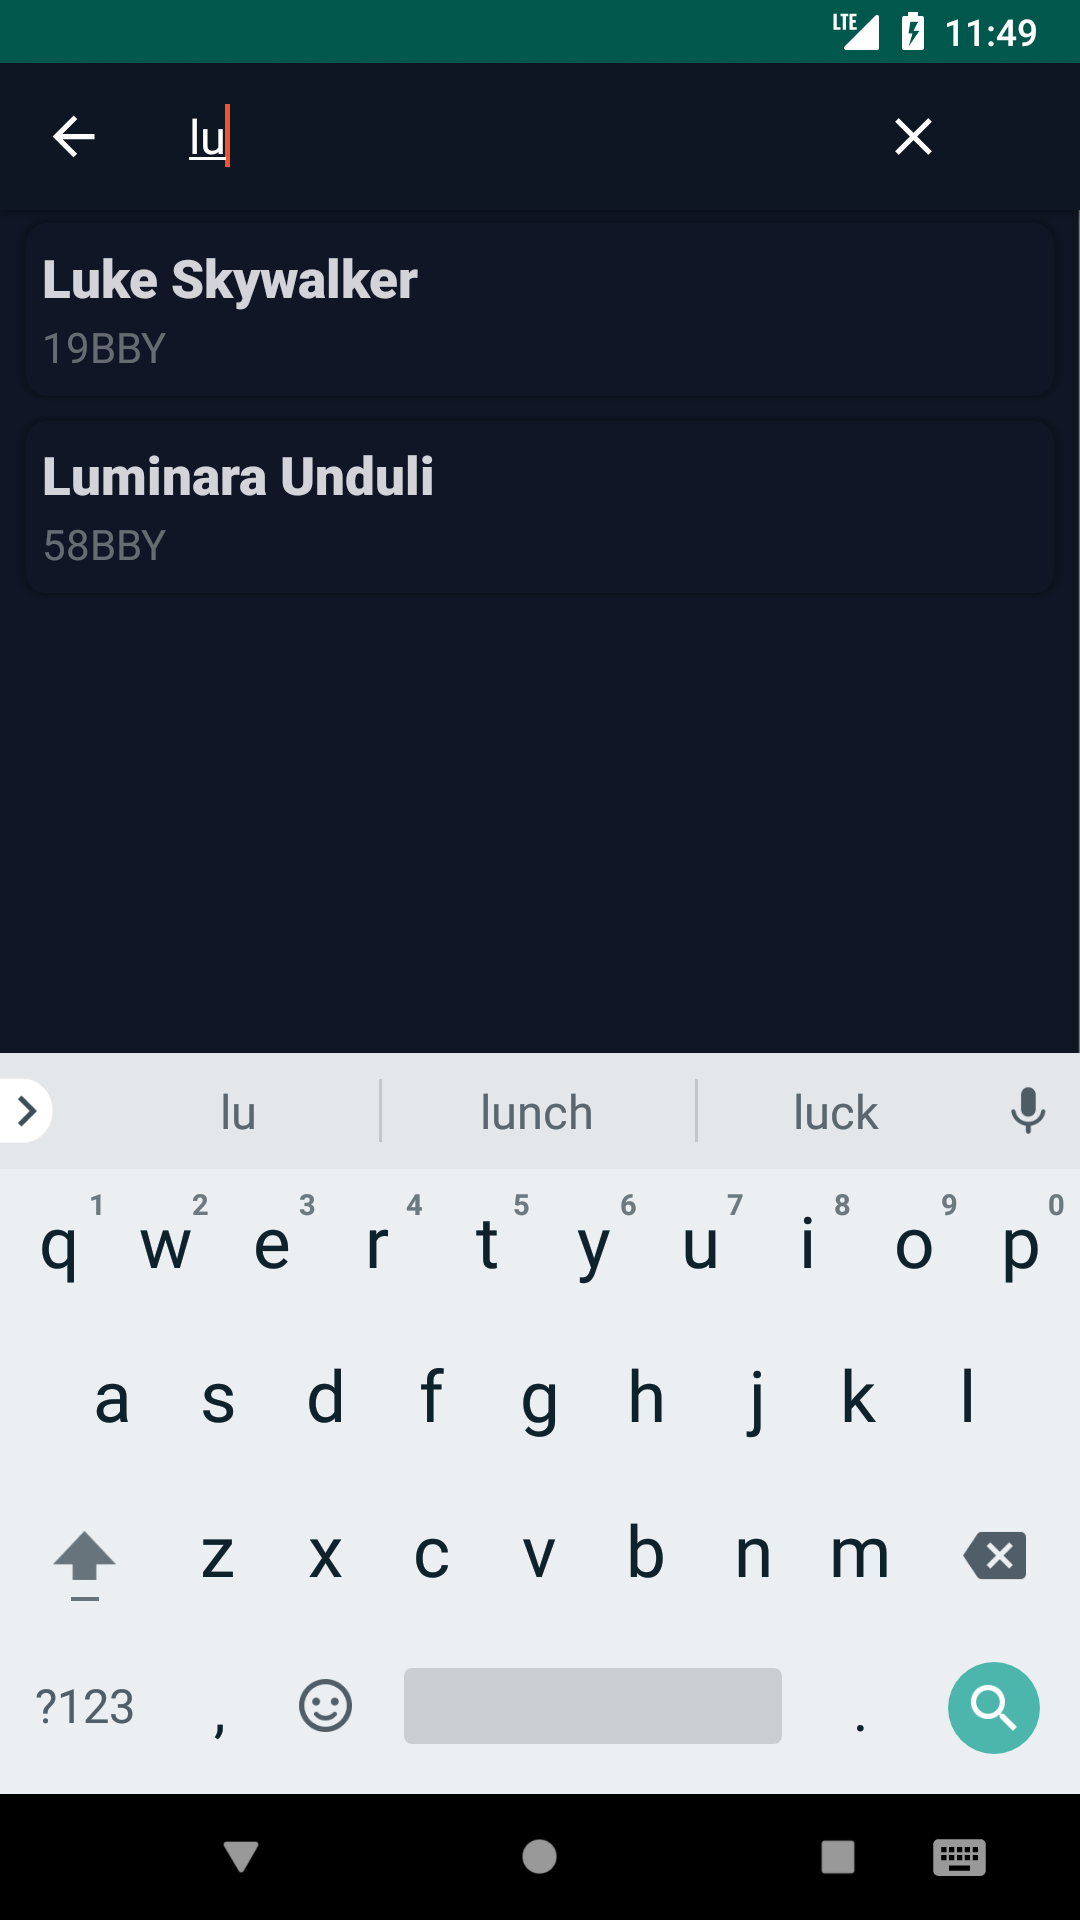 LTE 11:49
lu
Luke Skywalker
19BBY
Luminara Unduli
58BBY
lu lunch luck
1 2 3 4 5 6 7 8 9 0
q w e r t y u i o p
a s d f g h j k l
z x c v b n m
?123 , .